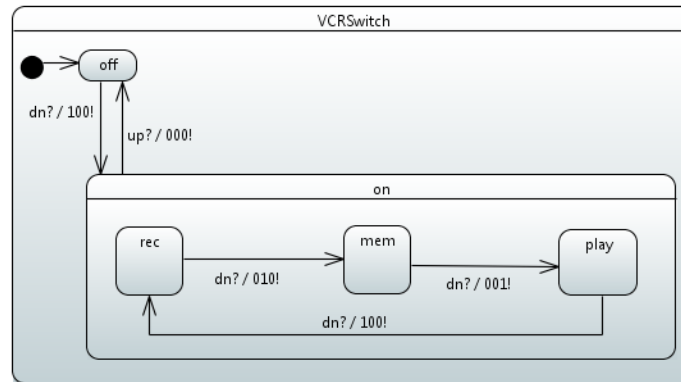 VCRSwitch
off
dn? / 100!
up? / 000!
on
rec
mem
play
dn? / 010!
dn? / 001!
dn? / 100!